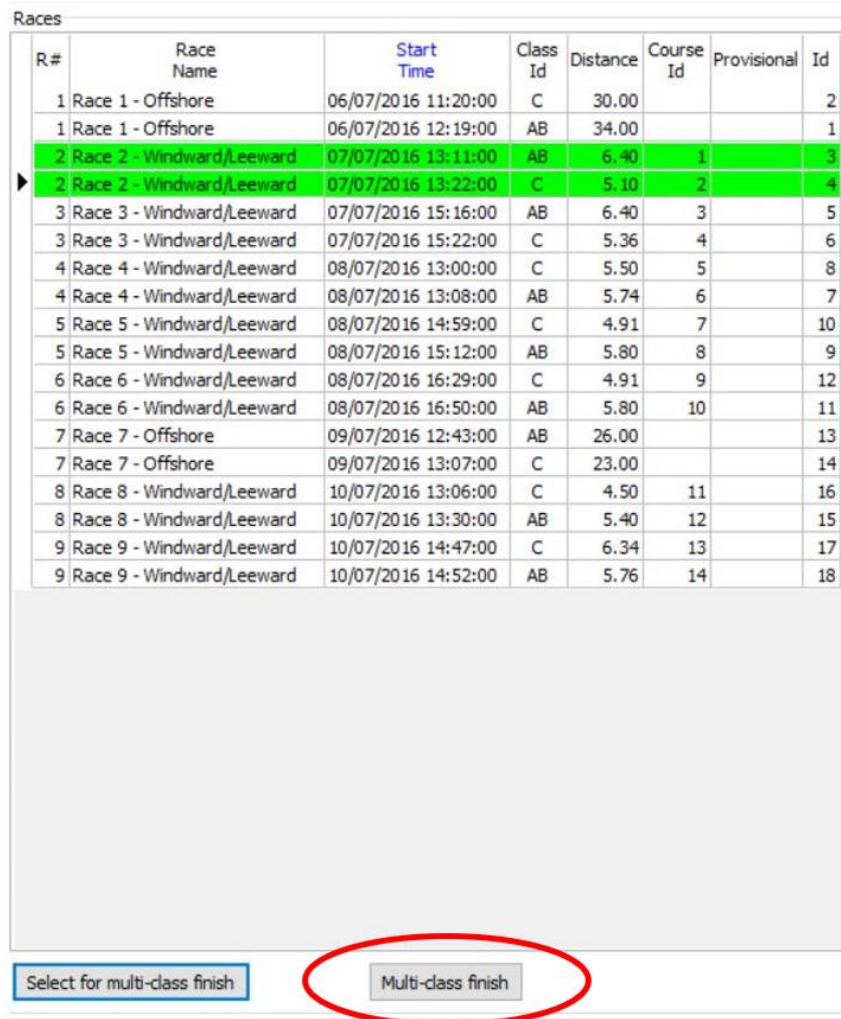 Races
R# Race Name Start Time Class Id Distance Course Id Provisional Id
1 Race 1 - Offshore 06/07/2016 11:20:00 C 30.00 2
1 Race 1 - Offshore 06/07/2016 12:19:00 AB 34.00 1
2 Race 2 - Windward/Leeward 07/07/2016 13:11:00 AB 6.40 1 3
2 Race 2 - Windward/Leeward 07/07/2016 13:22:00 C 5.10 2 4
3 Race 3 - Windward/Leeward 07/07/2016 15:16:00 AB 6.40 3 5
3 Race 3 - Windward/Leeward 07/07/2016 15:22:00 C 5.36 4 6
4 Race 4 - Windward/Leeward 08/07/2016 13:00:00 C 5.50 5 8
4 Race 4 - Windward/Leeward 08/07/2016 13:08:00 AB 5.74 6 7
5 Race 5 - Windward/Leeward 08/07/2016 14:59:00 C 4.91 7 10
5 Race 5 - Windward/Leeward 08/07/2016 15:12:00 AB 5.80 8 9
6 Race 6 - Windward/Leeward 08/07/2016 16:29:00 C 4.91 9 12
6 Race 6 - Windward/Leeward 08/07/2016 16:50:00 AB 5.80 10 11
7 Race 7 - Offshore 09/07/2016 12:43:00 AB 26.00 13
7 Race 7 - Offshore 09/07/2016 13:07:00 C 23.00 14
8 Race 8 - Windward/Leeward 10/07/2016 13:06:00 C 4.50 11 16
8 Race 8 - Windward/Leeward 10/07/2016 13:30:00 AB 5.40 12 15
9 Race 9 - Windward/Leeward 10/07/2016 14:47:00 C 6.34 13 17
9 Race 9 - Windward/Leeward 10/07/2016 14:52:00 AB 5.76 14 18
Select for multi-class finish Multi-class finish